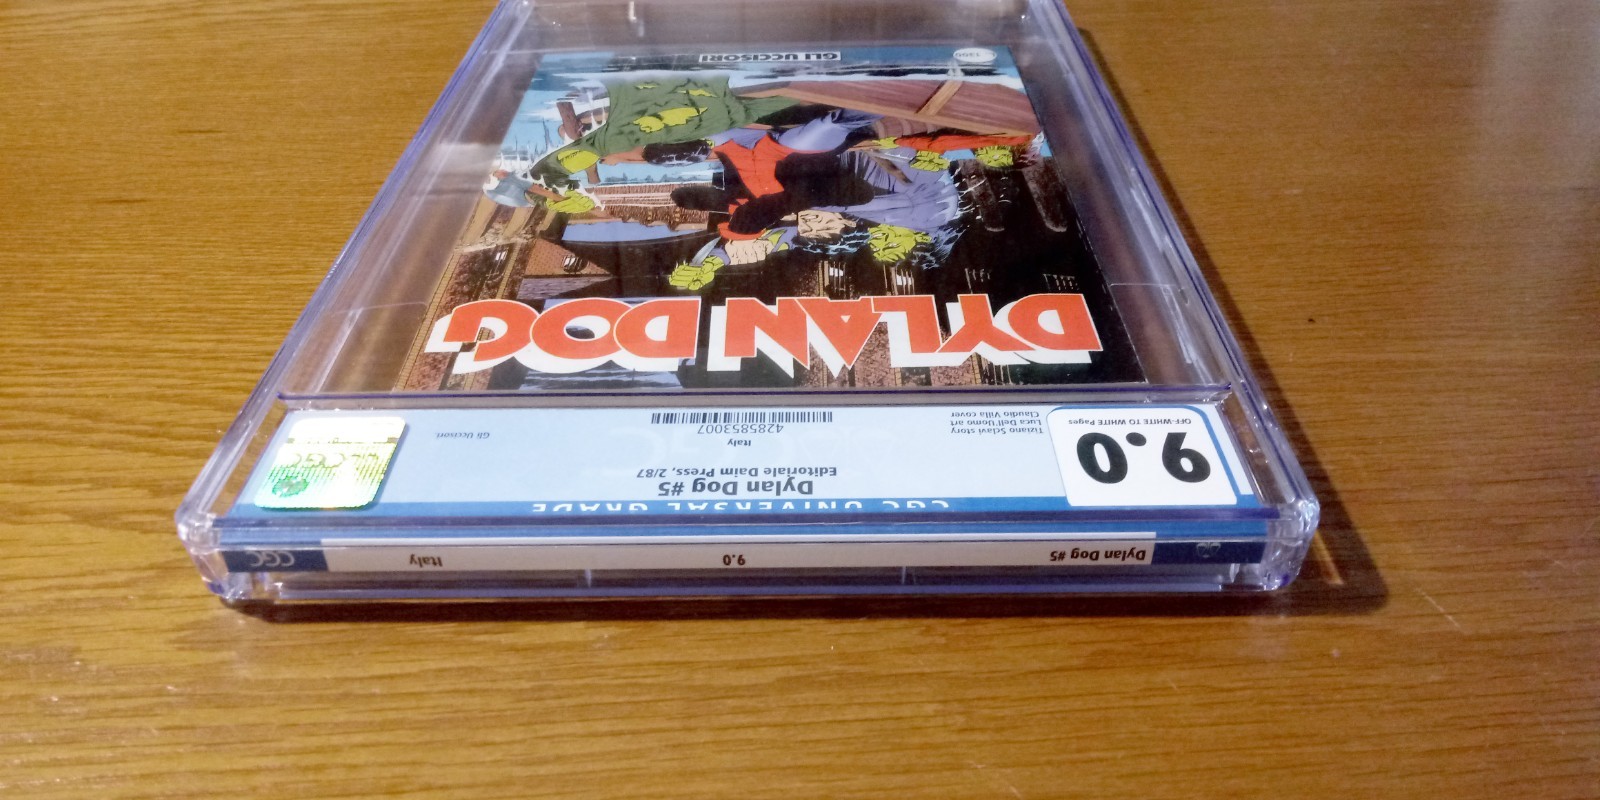 Dylan Dog #5
9.0
Italy
CGC
CGC UNIVERSAL GRADE
9.0
OFF-WHITE TO WHITE Pages
Dylan Dog #5
Editoriale Daim Press, 2/87
Italy
4285853007
Tiziano Sclavi story
Luca Dell'Uomo art
Claudio Villa cover
Gli Uccisori
CGC
DYLAN DOG
GLI UCCISORI